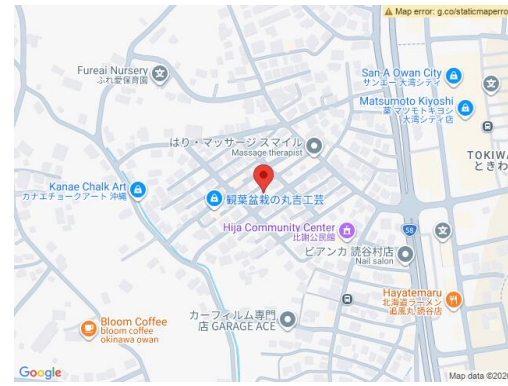 Map error: g.co/staticmaperro
Fureai Nursery
ふれ愛保育園
San A Owan City
サンエー 大湾シティ
Matsumoto Kiyoshi
薬 マツモトキヨシ
大湾シティ店
はり・マッサージ スマイル
Massage therapist
TOKIWA
ときわ
Kanae Chalk Art
カナエチョークアート 沖縄
観葉盆栽の丸吉工芸
Hija Community Center
比謝公民館
58
ビアンカ 読谷村店
Nail salon
Hayatemaru
北海道ラーメン
追風丸 読谷店
カーフィルム専門
店 GARAGE ACE
Bloom Coffee
bloom coffee
okinawa owan
Google
Map data ©2026